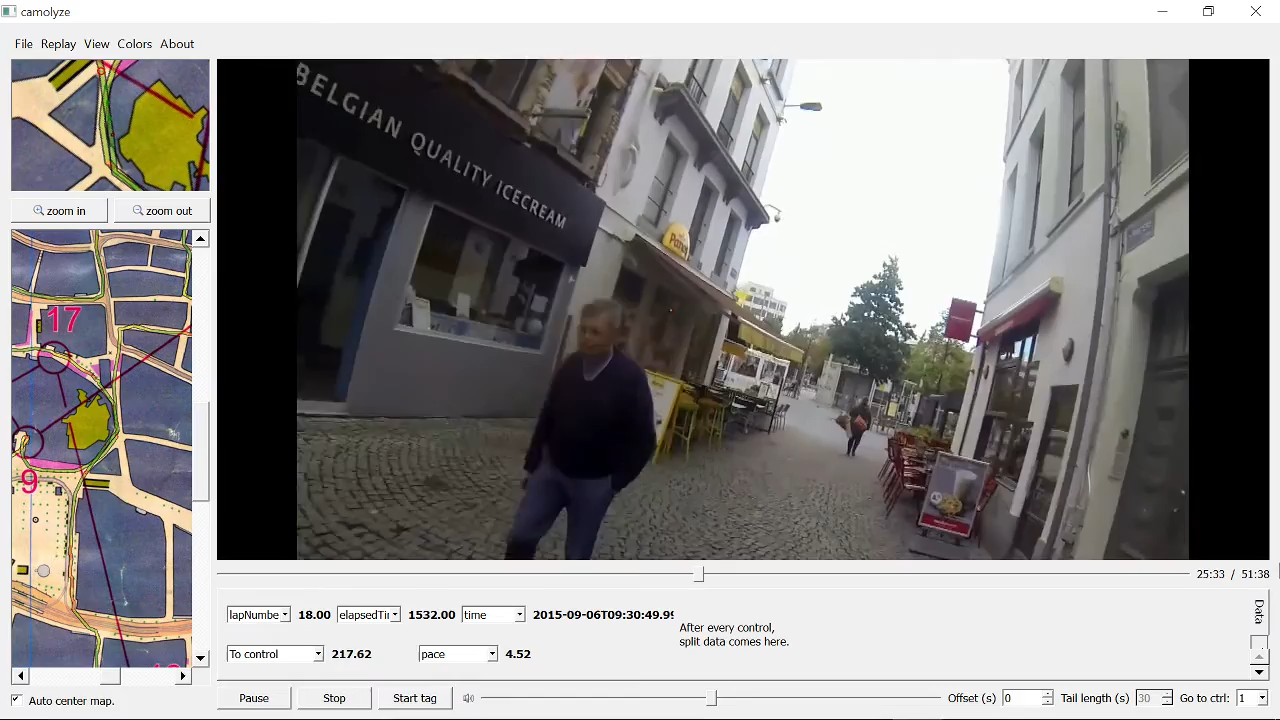 camolyze
File Replay View Colors About
BELGIAN QUALITY ICECREAM
zoom in
zoom out
17
9
25:33 / 51:38
lapNumbe 18.00 elapsedTii 1532.00 time 2015-09-06T09:30:49.99
After every control,
split data comes here.
To control 217.62 pace 4.52
Data
Auto center map.
Pause Stop Start tag
Offset (s) 0 Tail length (s) 30 Go to ctrl: 1